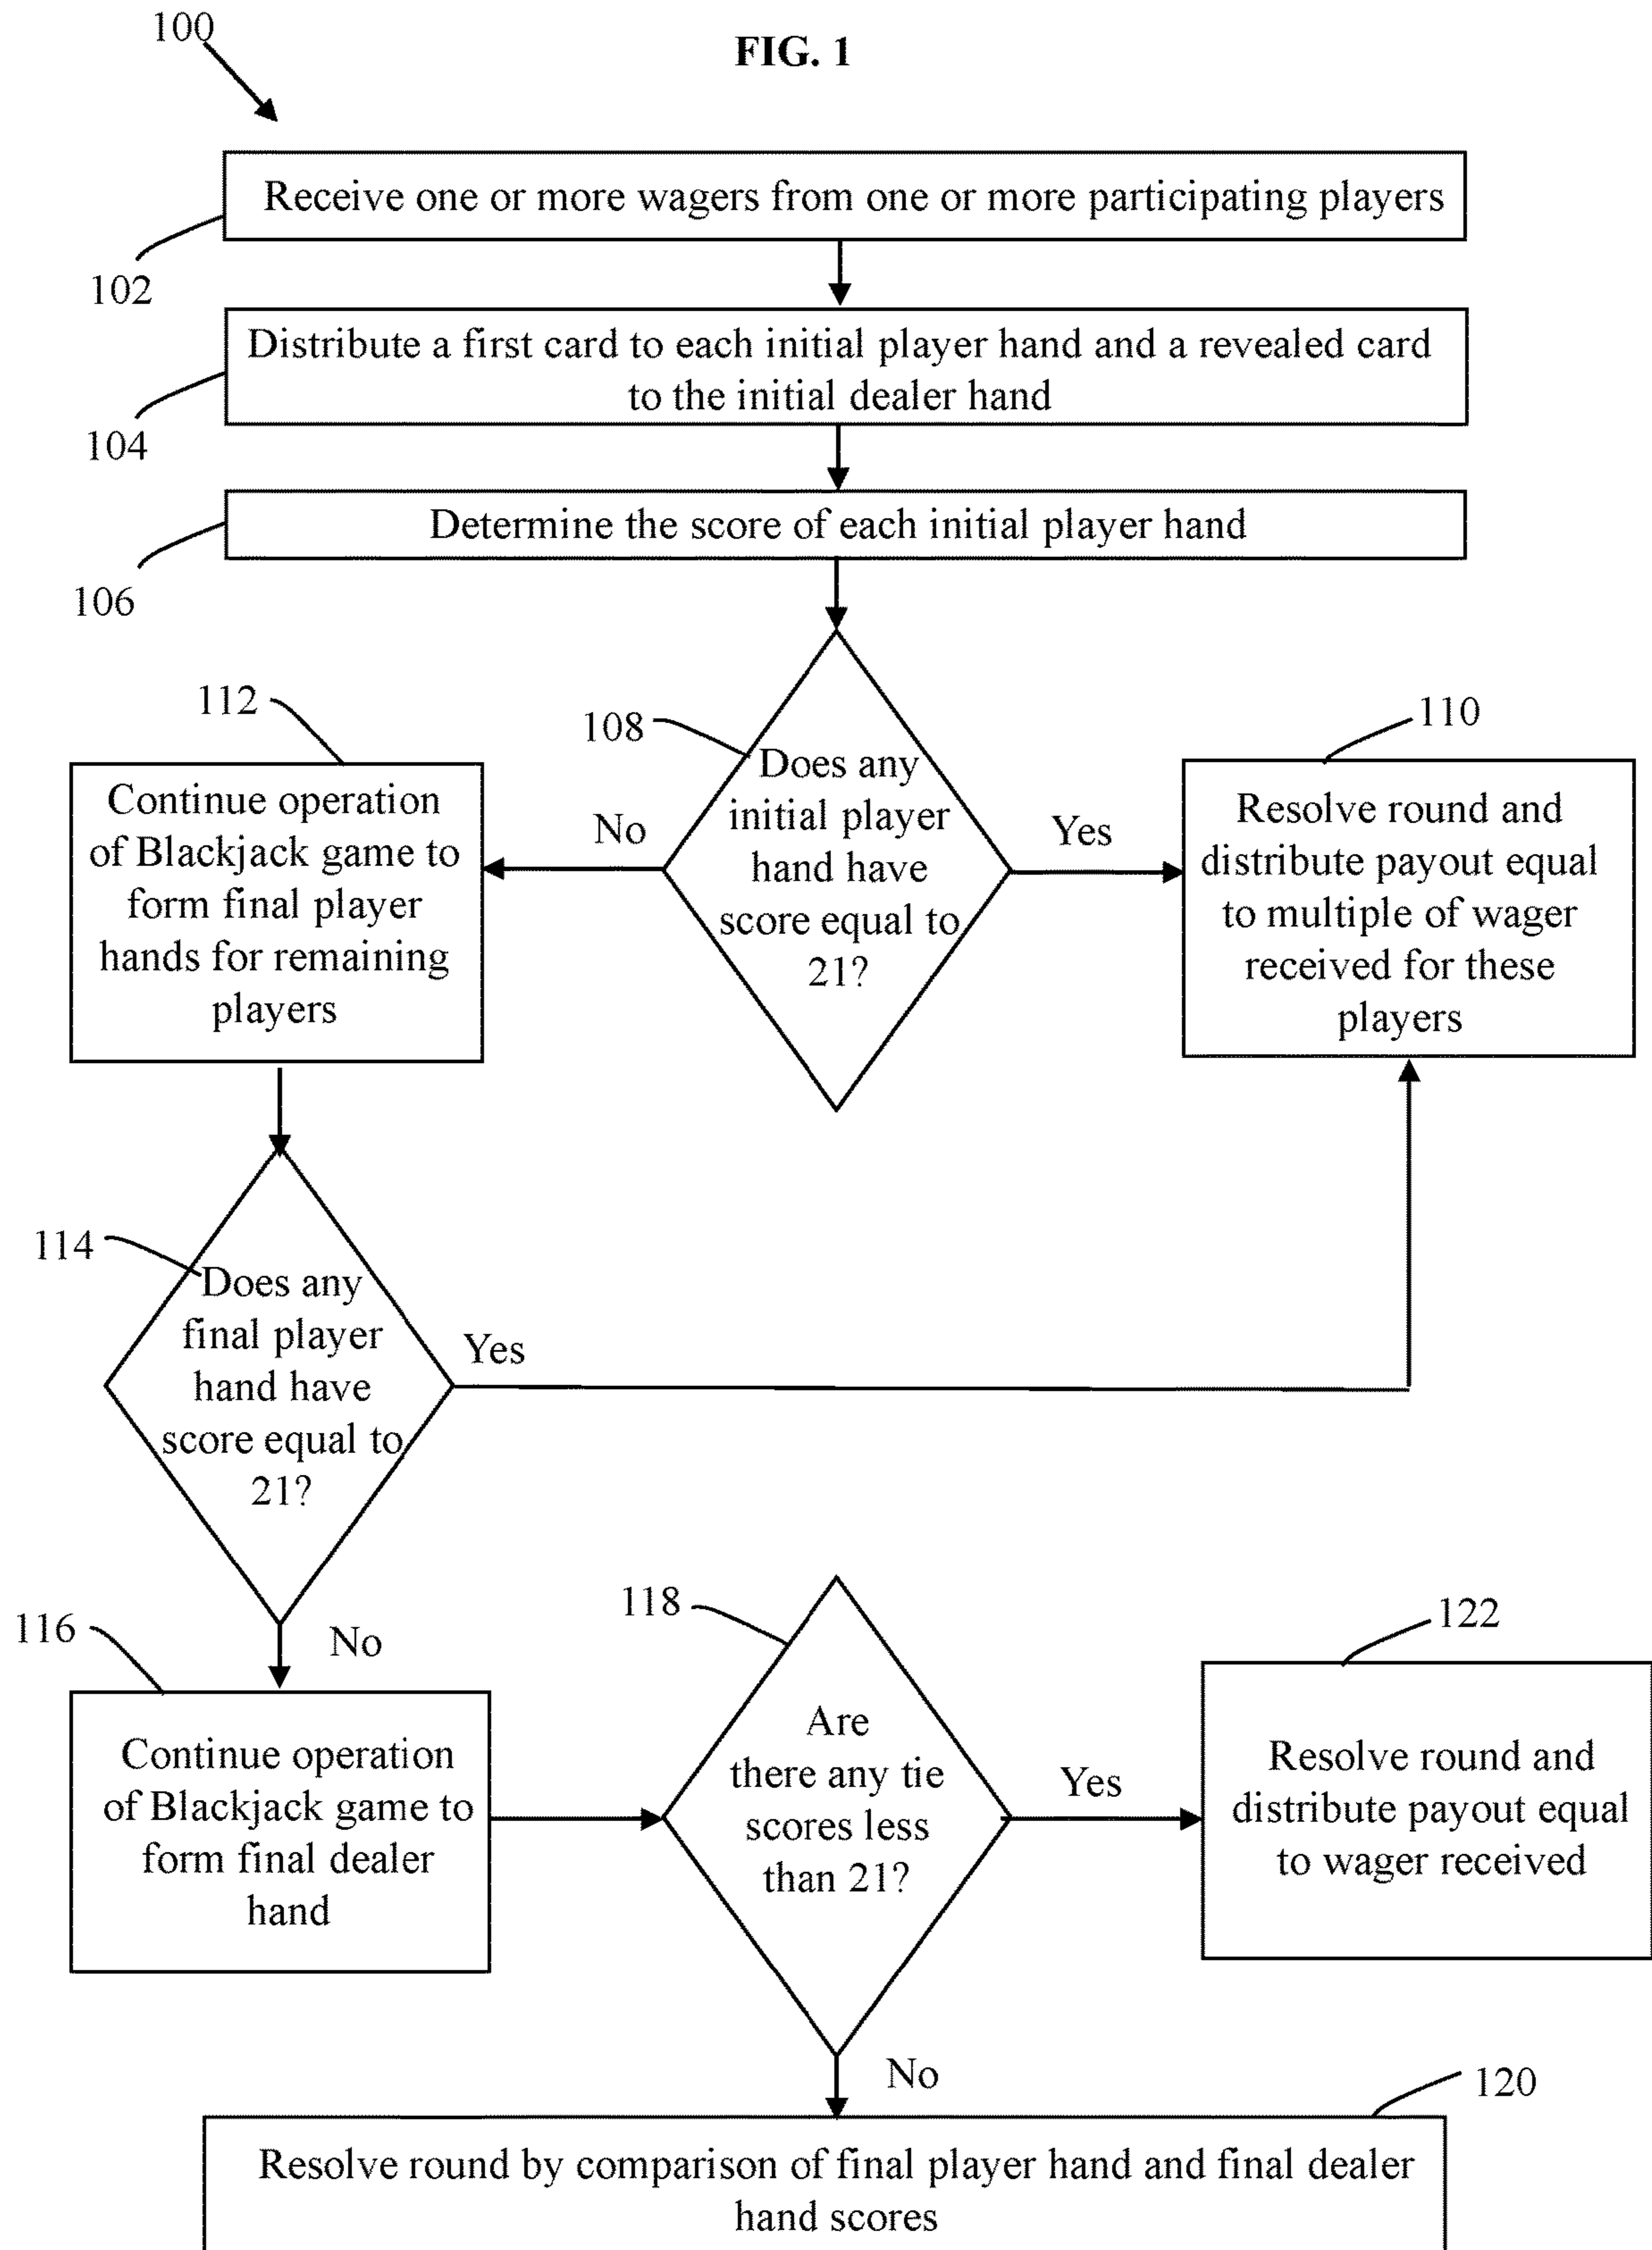 100
FIG. 1
Receive one or more wagers from one or more participating players
102
Distribute a first card to each initial player hand and a revealed card
to the initial dealer hand
104
Determine the score of each initial player hand
106
112
108
110
Continue operation
of Blackjack game to
form final player
hands for remaining
players
No
Does any
initial player
hand have
score equal to
21?
Yes
Resolve round and
distribute payout equal
to multiple of wager
received for these
players
114
Does any
final player
hand have
score equal to
21?
Yes
No
116
118
122
Continue operation
of Blackjack game to
form final dealer
hand
Are
there any tie
scores less
than 21?
Yes
Resolve round and
distribute payout equal
to wager received
No
120
Resolve round by comparison of final player hand and final dealer
hand scores